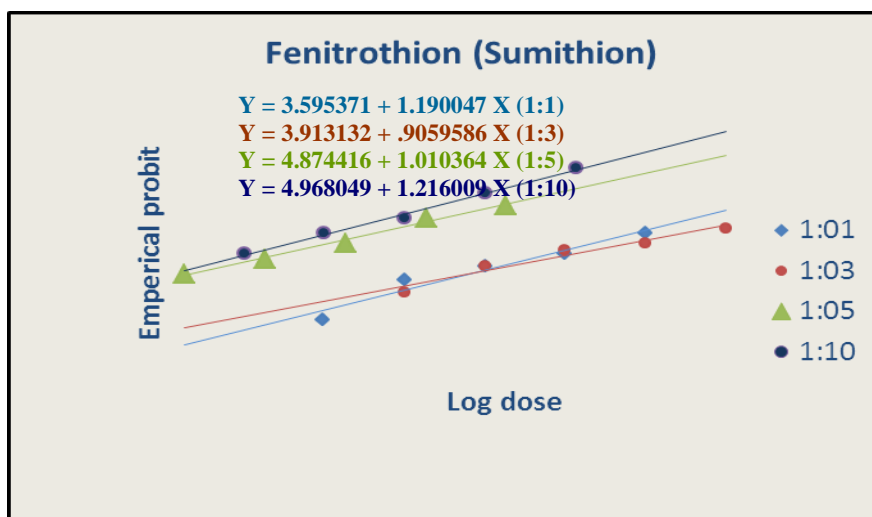 Fenitrothion (Sumithion)
Y = 3.595371 + 1.190047 X (1:1)
Y = 3.913132 + .9059586 X (1:3)
Y = 4.874416 + 1.010364 X (1:5)
Y = 4.968049 + 1.216009 X (1:10)
Emperical probit
1:01
1:03
1:05
1:10
Log dose